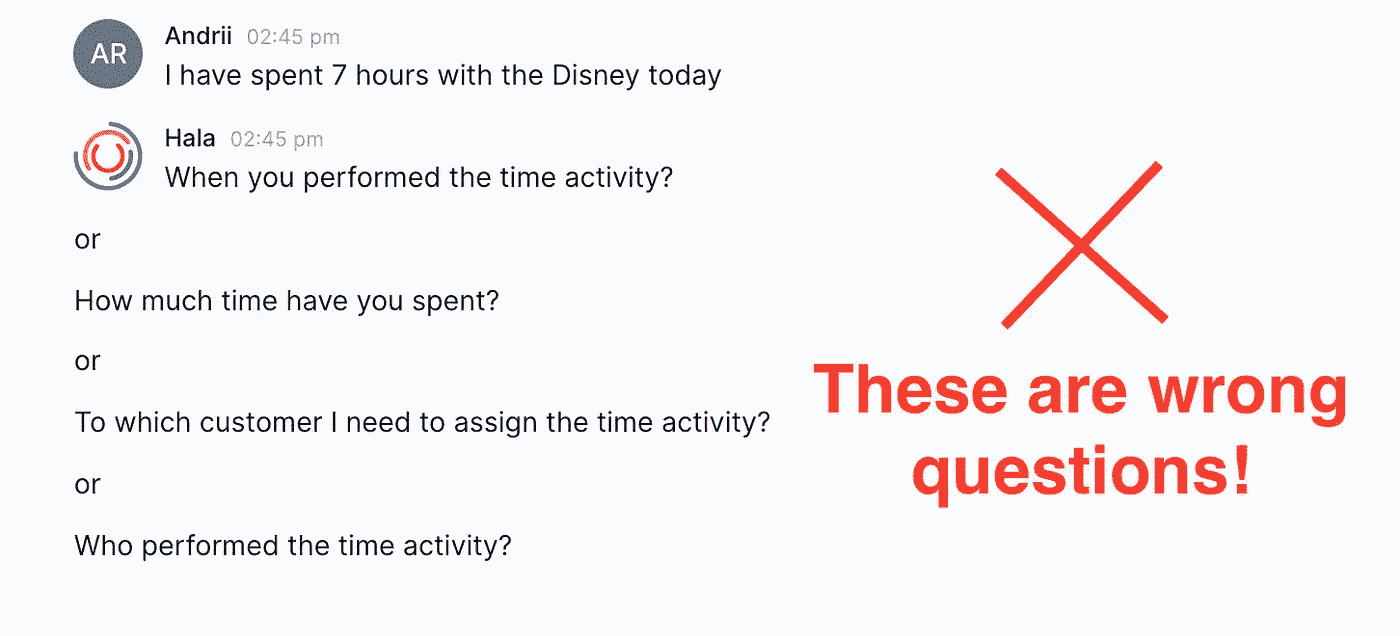 AR
Andrii 02:45 pm
I have spent 7 hours with the Disney today
Hala 02:45 pm
When you performed the time activity?
or
How much time have you spent?
or
To which customer I need to assign the time activity?
or
Who performed the time activity?
These are wrong
questions!